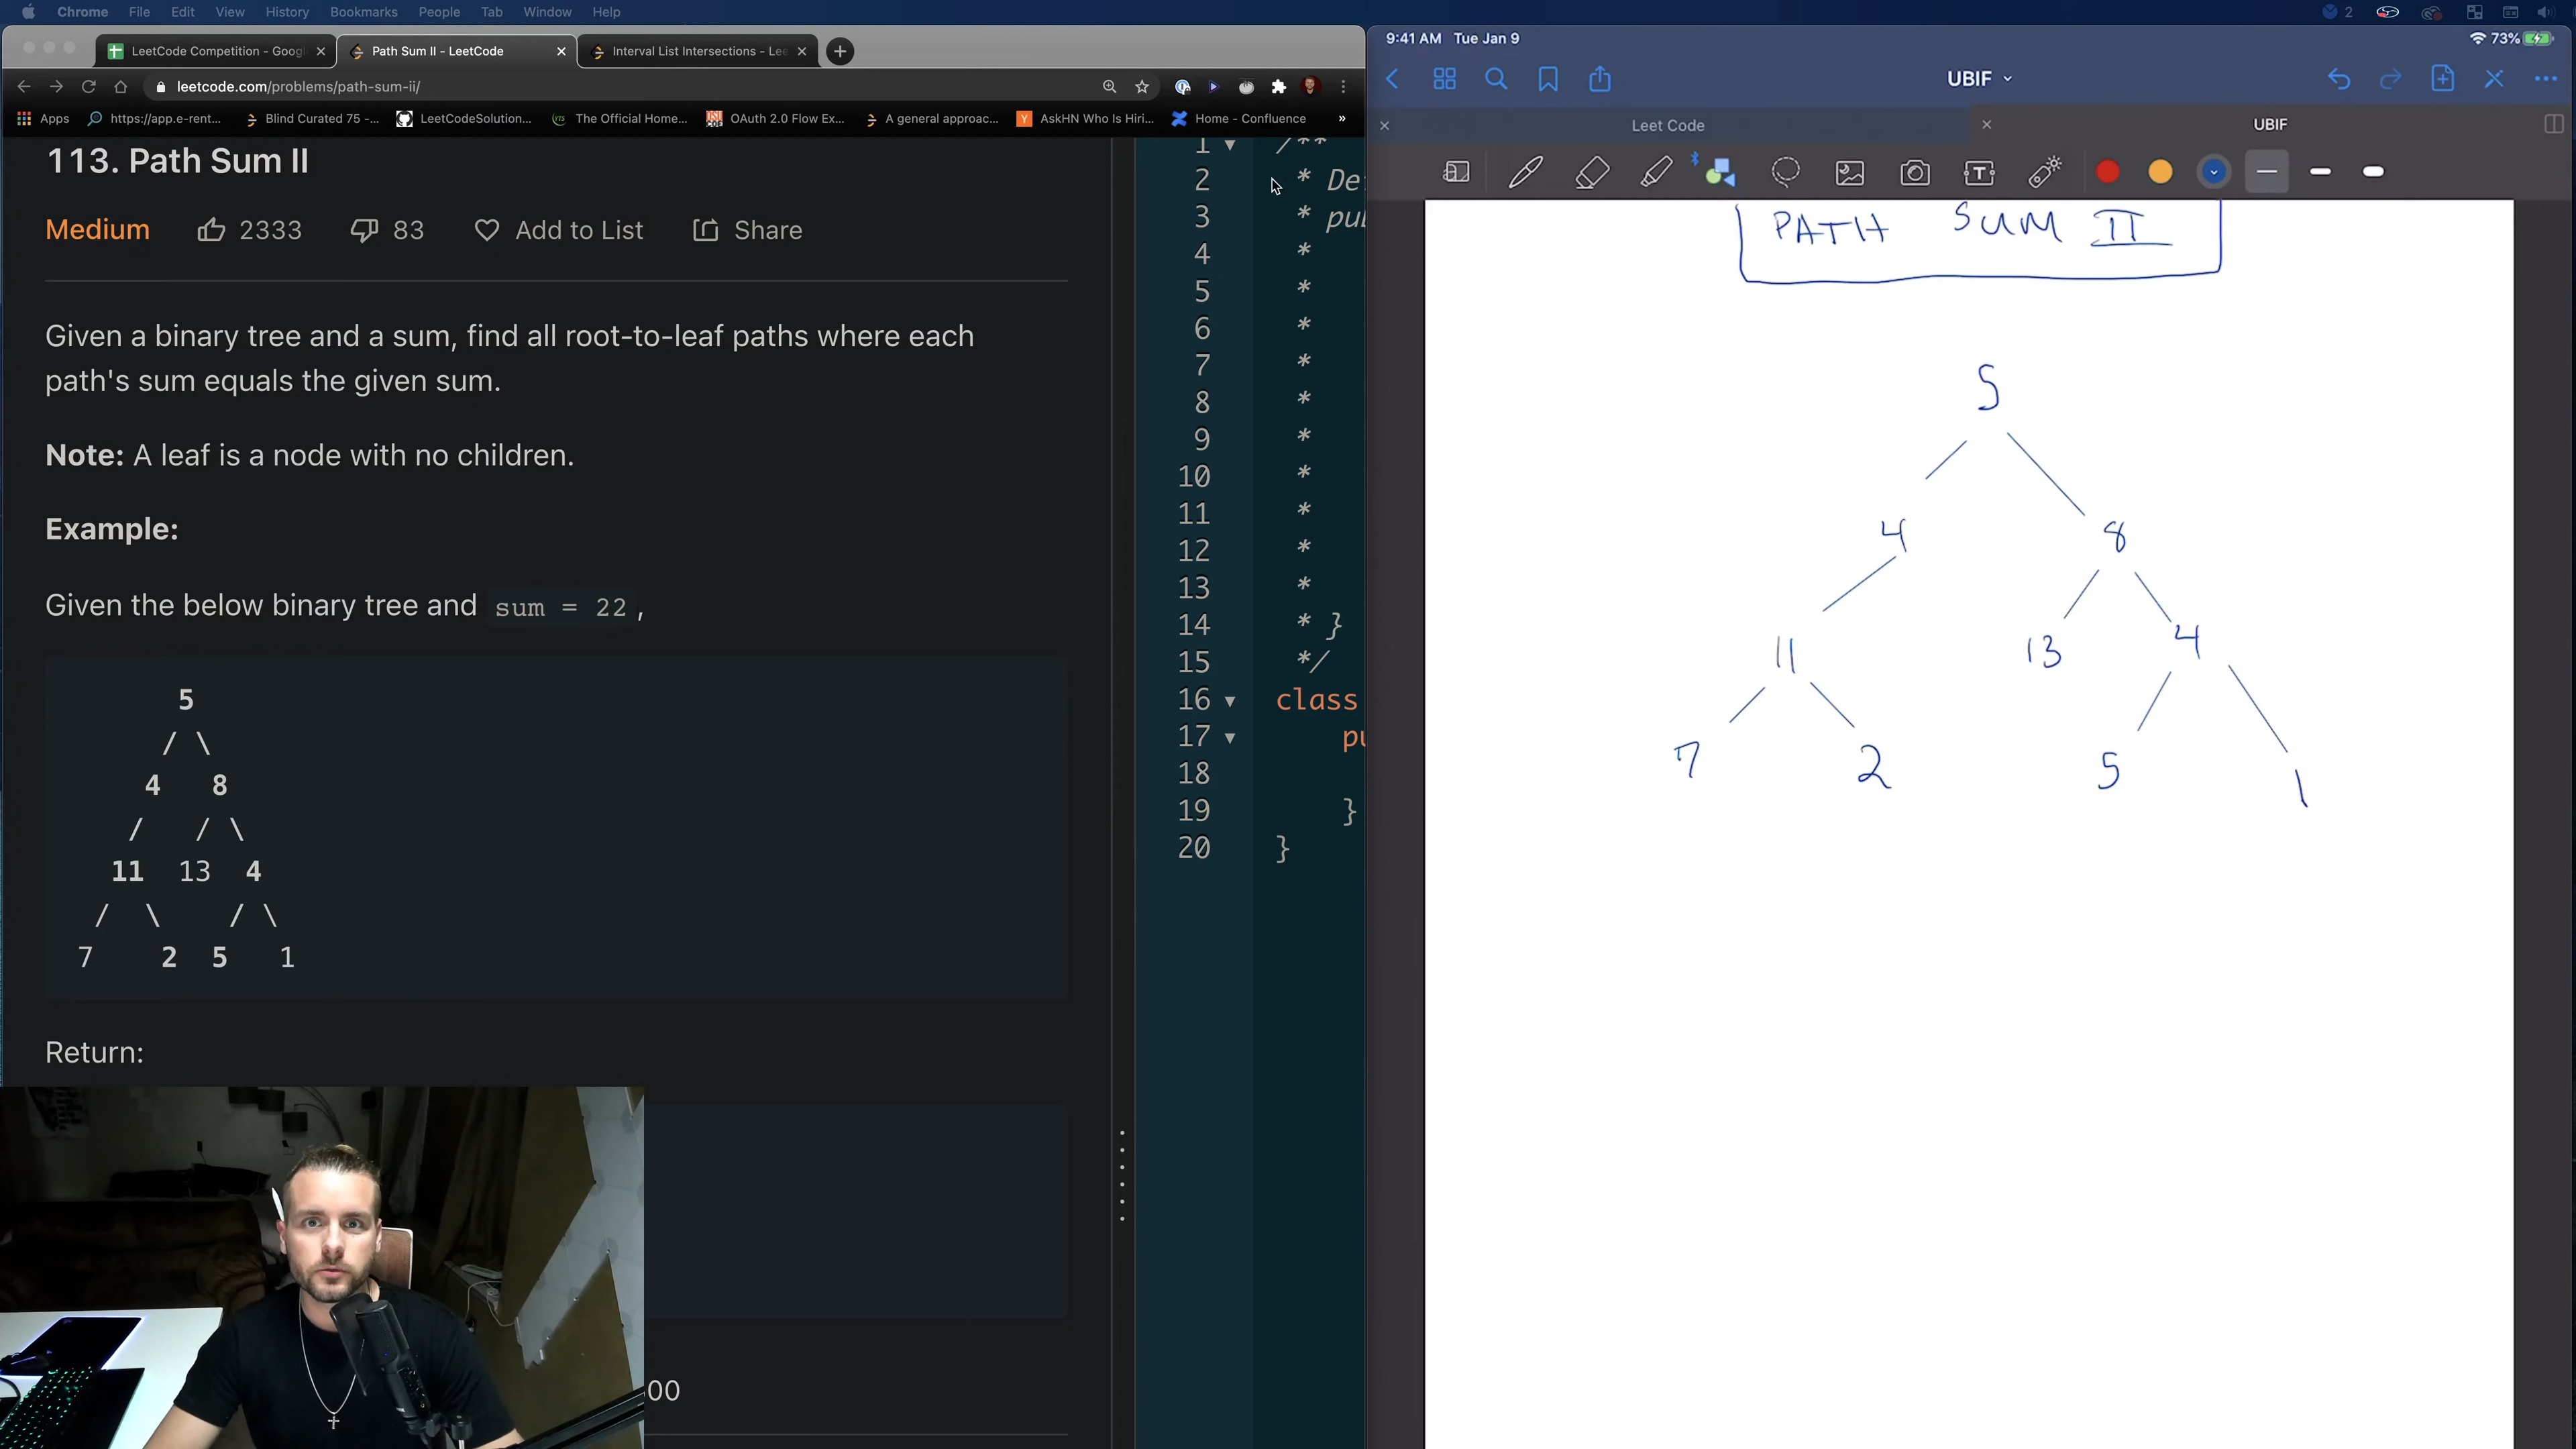 Chrome File Edit View History Bookmarks People Tab Window Help
2
LeetCode Competition - Googl
Path Sum II - LeetCode
Interval List Intersections - Lee
leetcode.com/problems/path-sum-ii/
Apps https://app.e-rent... Blind Curated 75 -... LeetCodeSolution... The Official Home... OAuth 2.0 Flow Ex... A general approac... AskHN Who Is Hiri... Home - Confluence »
113. Path Sum II
Medium 2333 83 Add to List Share
Given a binary tree and a sum, find all root-to-leaf paths where each
path's sum equals the given sum.
Note: A leaf is a node with no children.
Example:
Given the below binary tree and sum = 22,
5
/ \
4 8
/ / \
11 13 4
/ \ / \
7 2 5 1
Return:
00
1 /**
2 * De
3 * pub
4 *
5 *
6 *
7 *
8 *
9 *
10 *
11 *
12 *
13 *
14 * }
15 */
16 class
17 pu
18
19 }
20 }
9:41 AM Tue Jan 9
73%
UBIF
Leet Code
UBIF
PATH SUM II
5
4 8
11 13 4
7 2 5 1